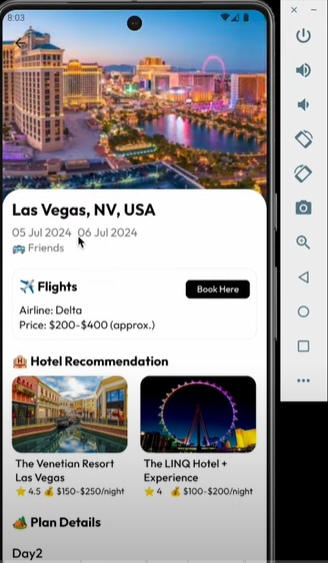 8:03
Las Vegas, NV, USA
05 Jul 2024 06 Jul 2024
🚌 Friends
✈️ Flights
Book Here
Airline: Delta
Price: $200-$400 (approx.)
🏨 Hotel Recommendation
The Venetian Resort
Las Vegas
⭐ 4.5 💰 $150-$250/night
The LINQ Hotel +
Experience
⭐ 4 💰 $100-$200/night
🏕️ Plan Details
Day2